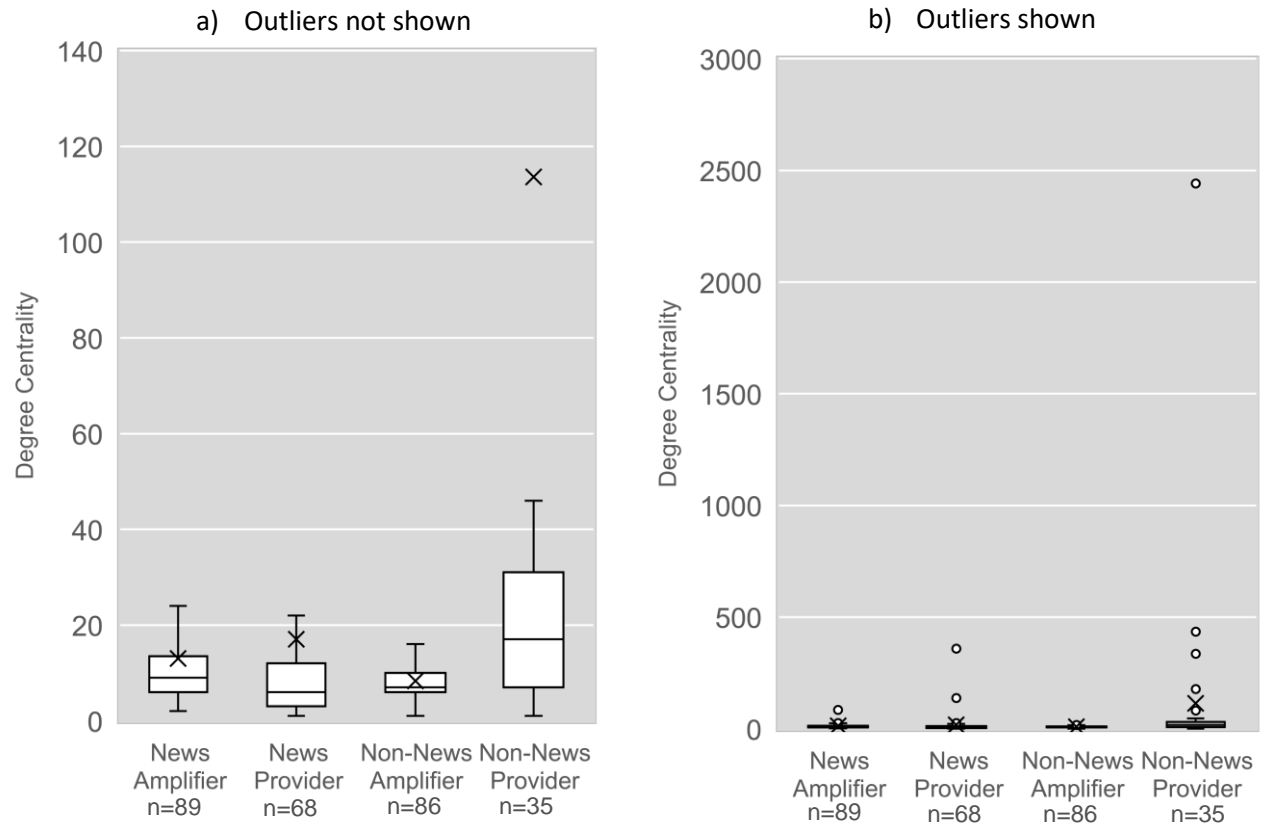 a) Outliers not shown
140
120
100
80
60
40
20
0
Degree Centrality
News
Amplifier
n=89
News
Provider
n=68
Non-News
Amplifier
n=86
Non-News
Provider
n=35
b) Outliers shown
3000
2500
2000
1500
1000
500
0
Degree Centrality
News
Amplifier
n=89
News
Provider
n=68
Non-News
Amplifier
n=86
Non-News
Provider
n=35